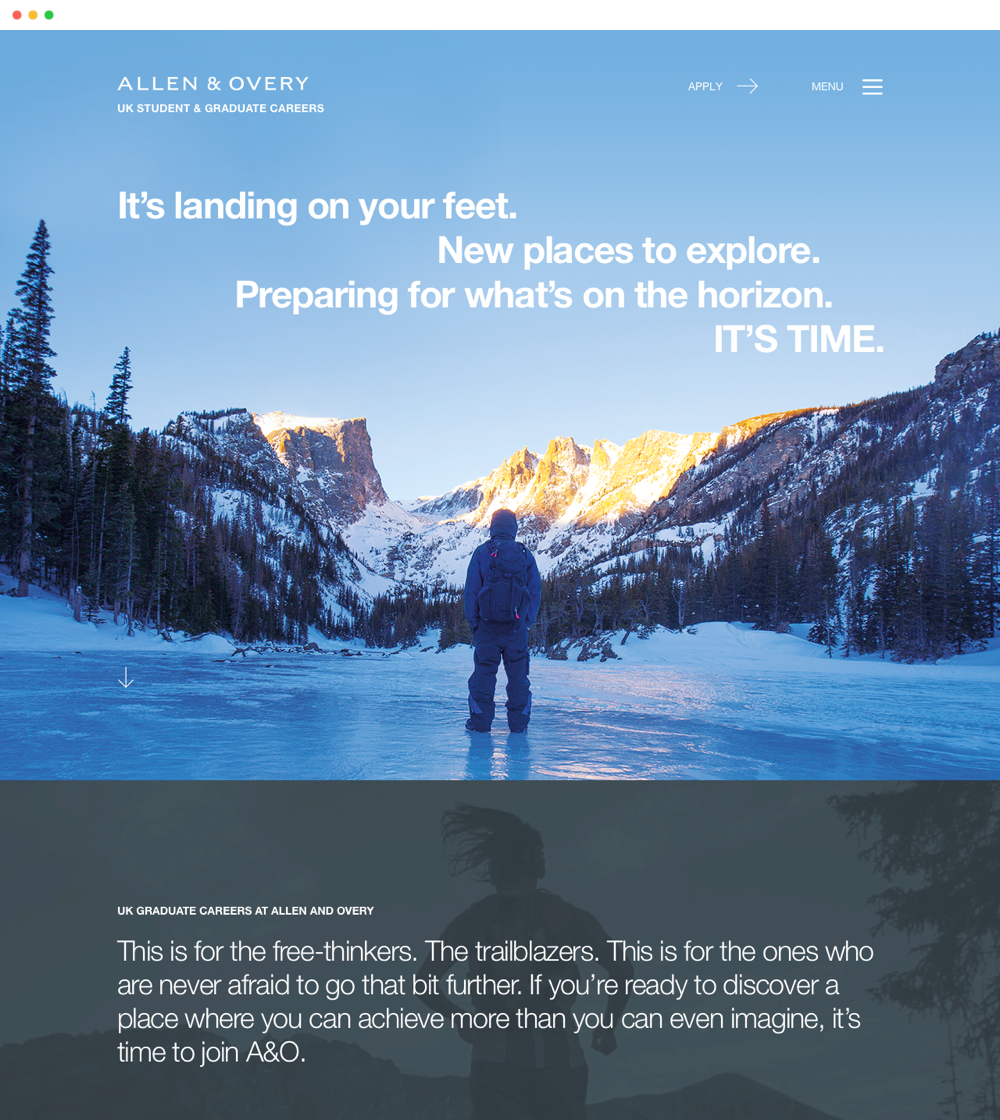 ALLEN & OVERY
UK STUDENT & GRADUATE CAREERS
APPLY
MENU
It’s landing on your feet.
New places to explore.
Preparing for what’s on the horizon.
IT’S TIME.
UK GRADUATE CAREERS AT ALLEN AND OVERY
This is for the free-thinkers. The trailblazers. This is for the ones who
are never afraid to go that bit further. If you’re ready to discover a
place where you can achieve more than you can even imagine, it’s
time to join A&O.